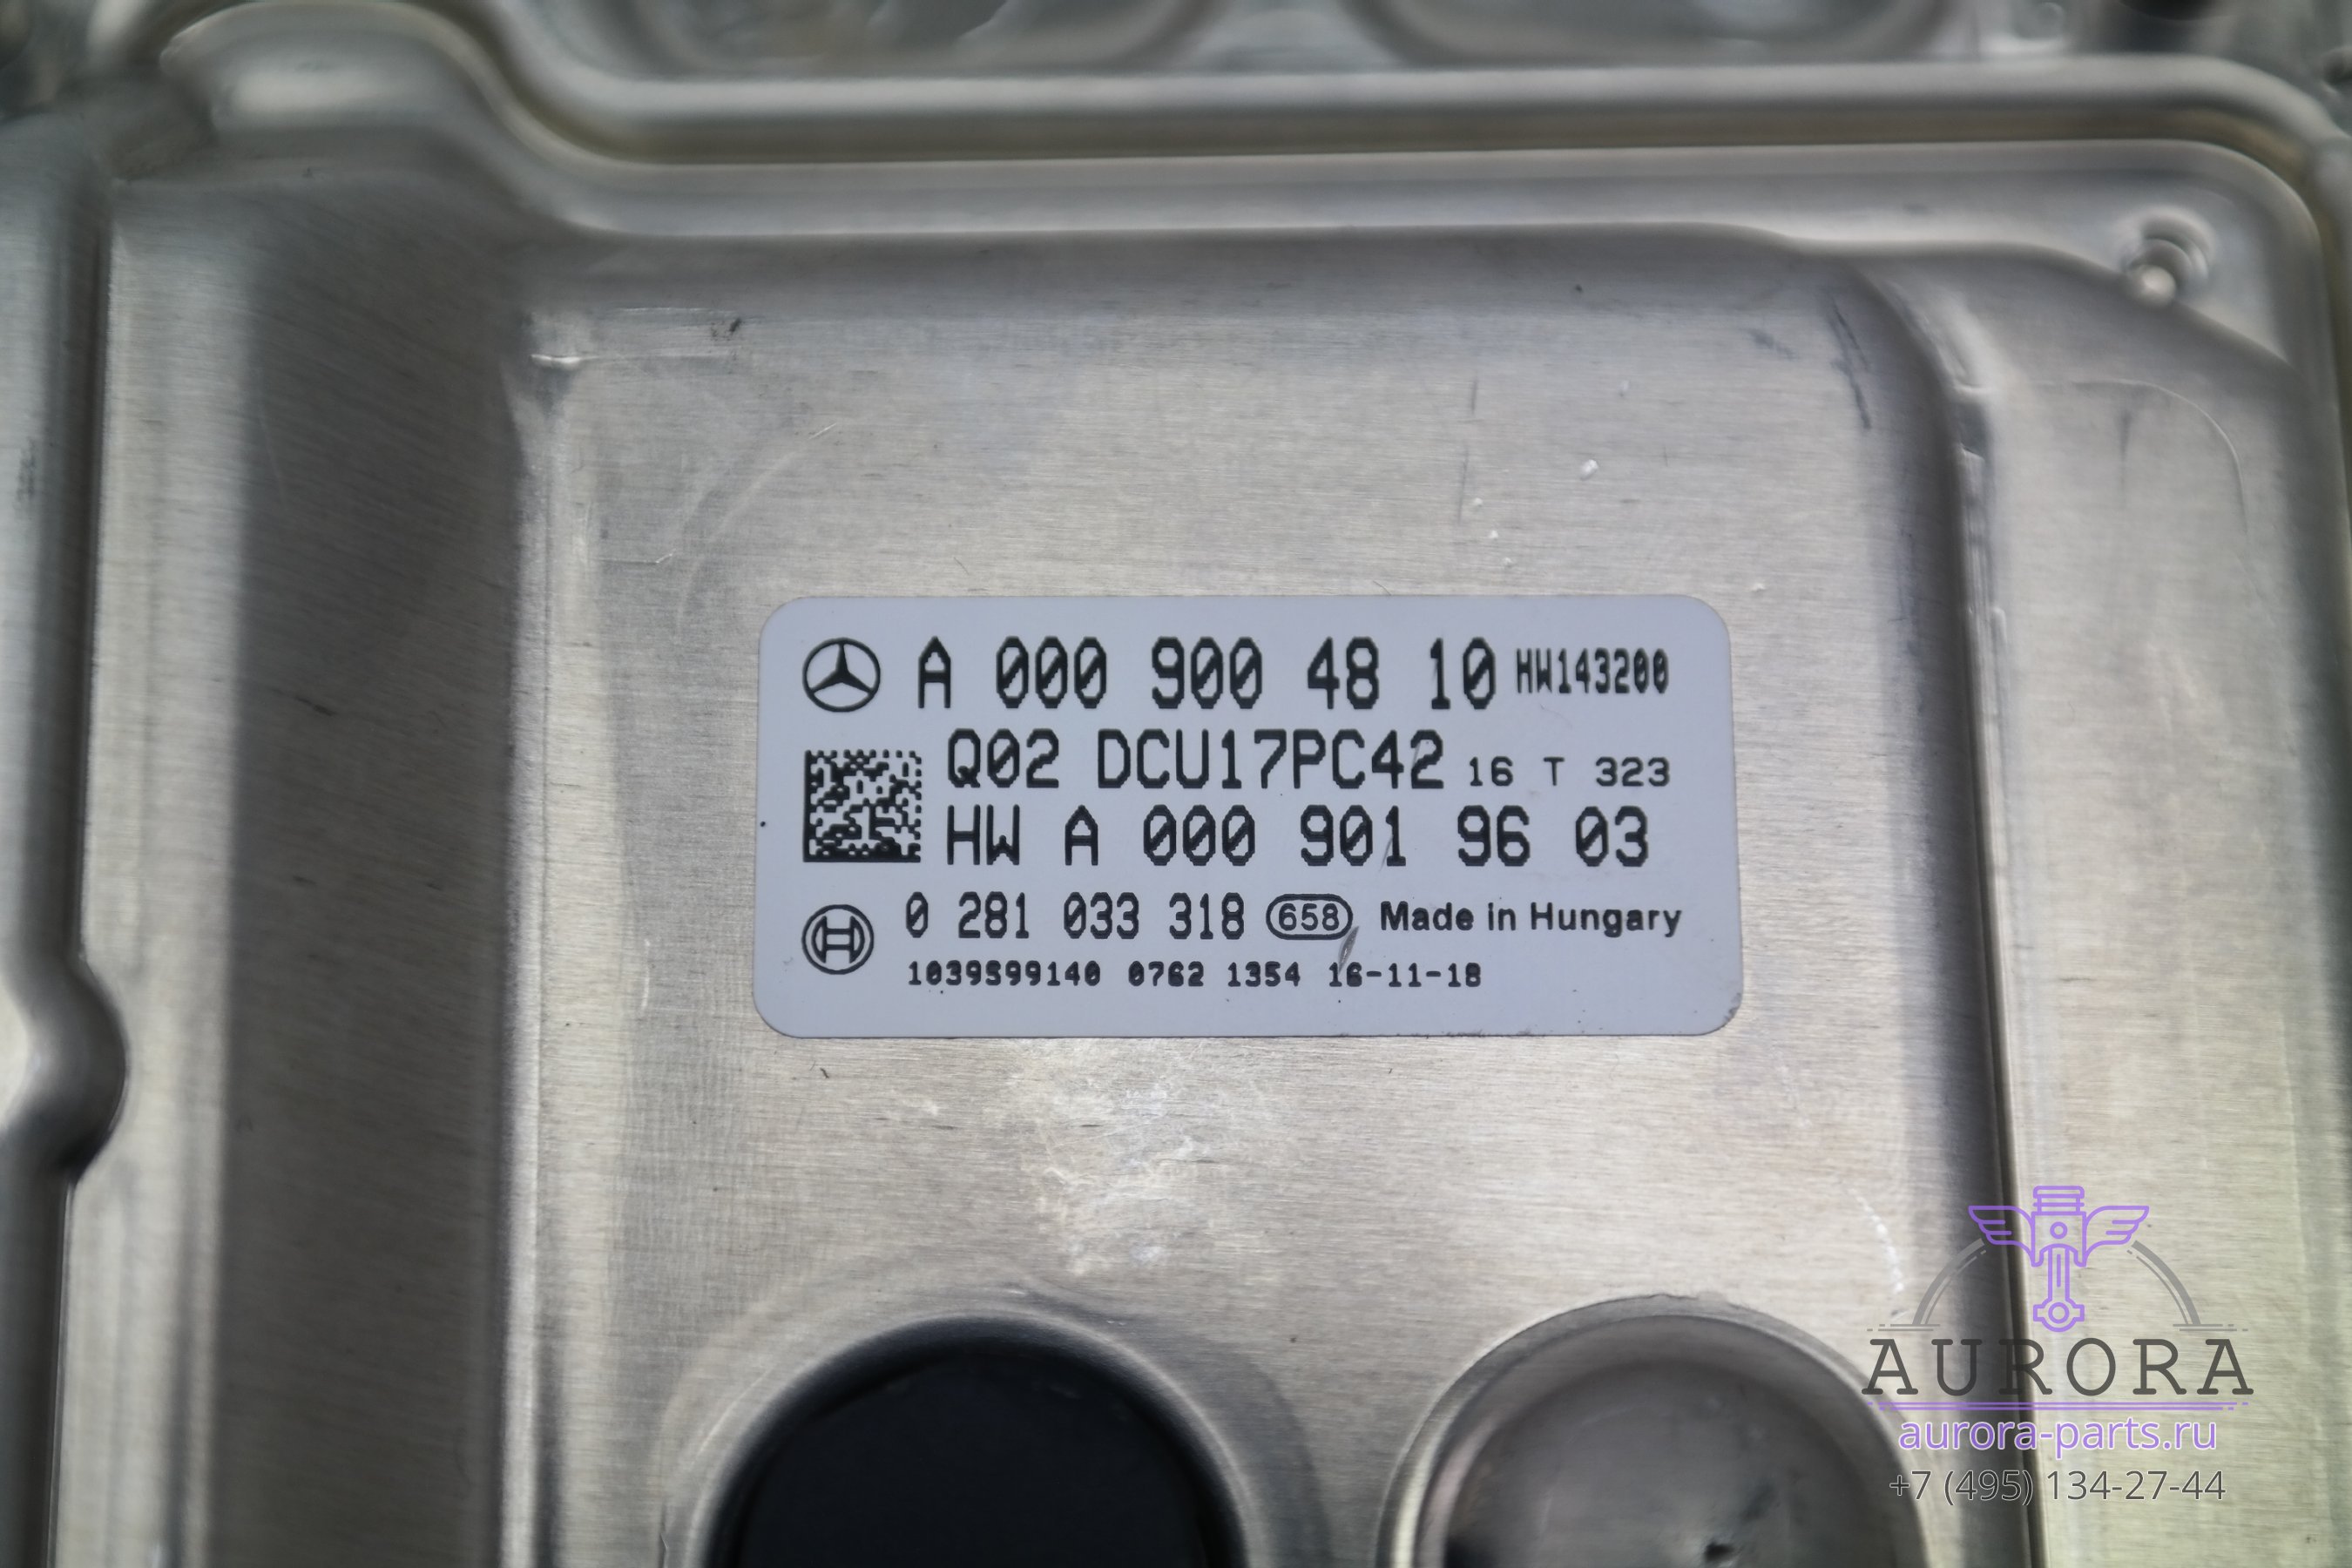 A 000 900 48 10 HW143200
Q02 DCU17PC42 16 T 323
HW A 000 901 96 03
0 281 033 318 658 Made in Hungary
1039S99140 0762 1354 16-11-18
AURORA
aurora-parts.ru
+7 (495) 134-27-44